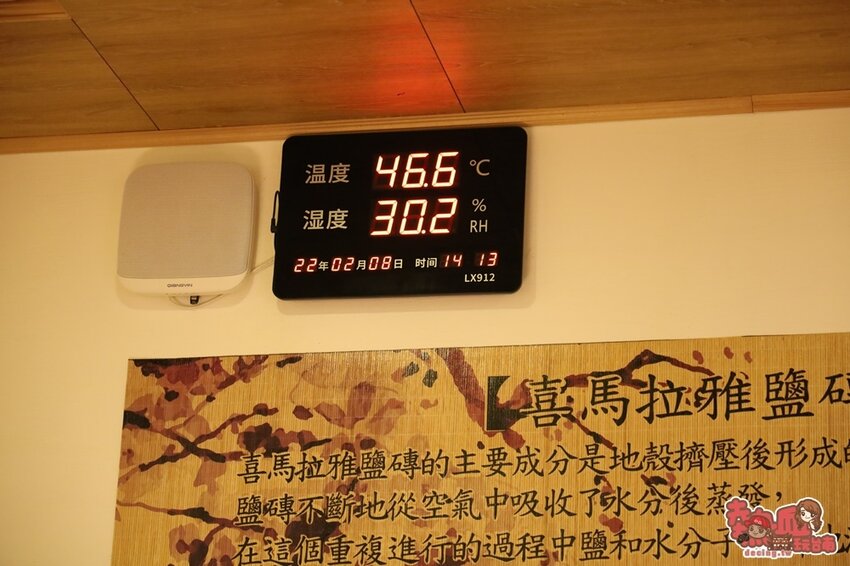 温度 46.6 ℃
湿度 30.2 % RH
22年02月08日 时间 14 13
LX912
【喜馬拉雅鹽磚
喜馬拉雅鹽磚的主要成分是地殼擠壓後形成的
鹽磚不斷地從空氣中吸收了水分後蒸發，
在這個重複進行的過程中鹽和水分子
decing.tw